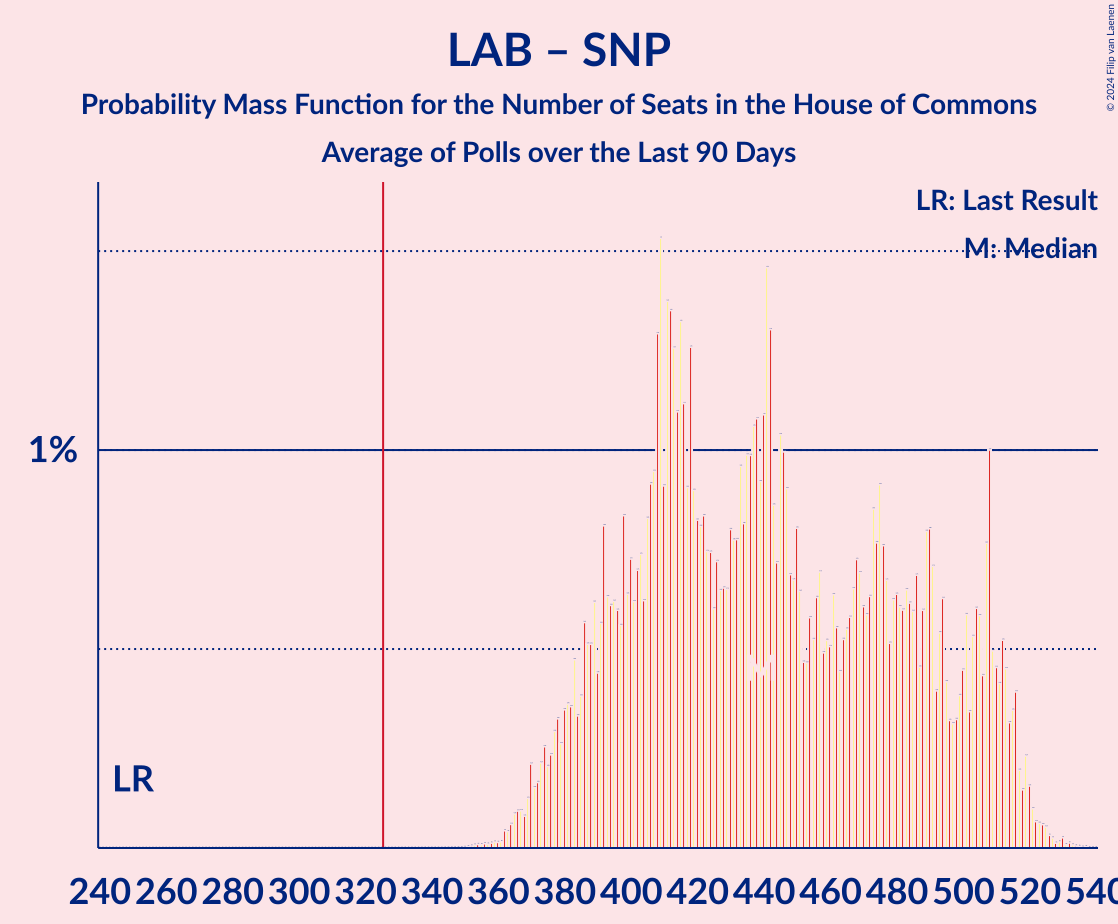 LAB – SNP
Probability Mass Function for the Number of Seats in the House of Commons
Average of Polls over the Last 90 Days
© 2024 Filip van Laenen
LR: Last Result
M: Median
1%
M
LR
240 260 280 300 320 340 360 380 400 420 440 460 480 500 520 540